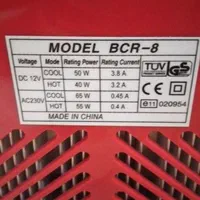 MODEL BCR-8
Voltage Mode Rating Power Rating Current
DC 12V COOL 50 W 3.8 A
HOT 40 W 3.2 A
AC230V COOL 65 W 0.45 A
HOT 55 W 0.4 A
MADE IN CHINA
TÜV GS
CE
e11 020954